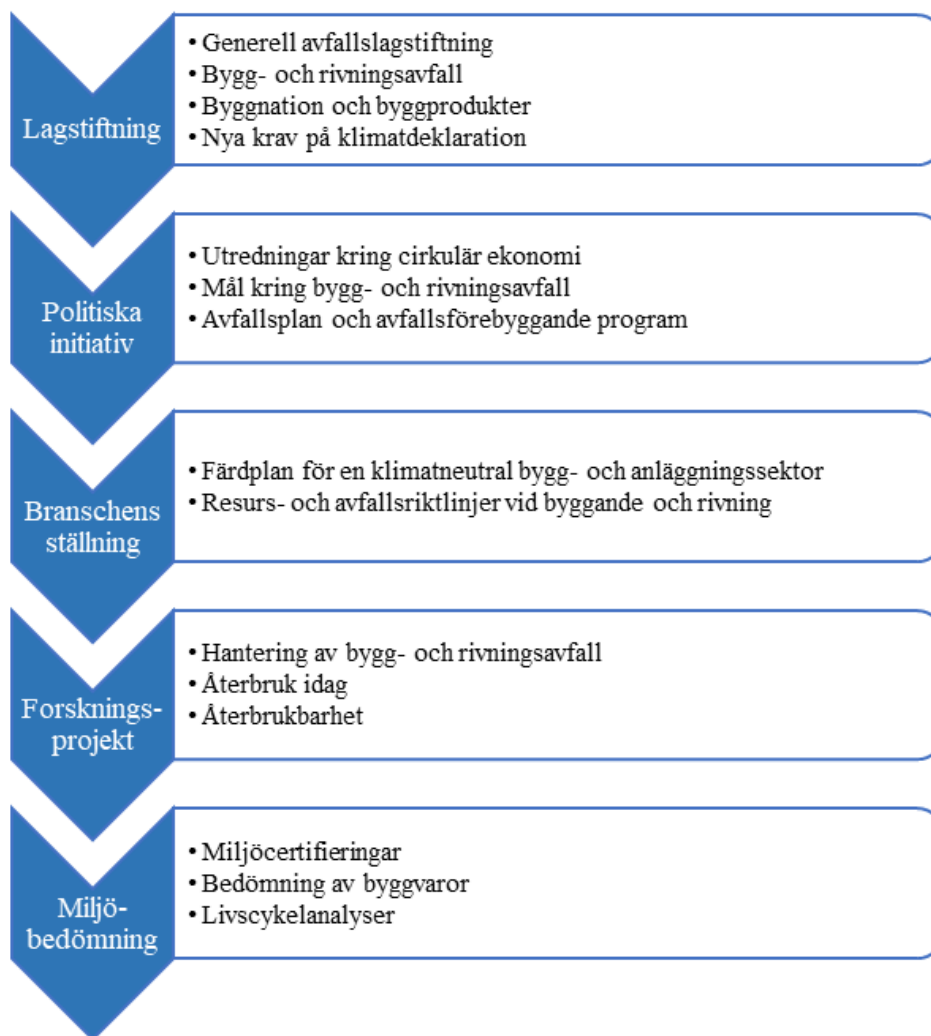 Lagstiftning
• Generell avfallslagstiftning
• Bygg- och rivningsavfall
• Byggnation och byggprodukter
• Nya krav på klimatdeklaration
Politiska
initiativ
• Utredningar kring cirkulär ekonomi
• Mål kring bygg- och rivningsavfall
• Avfallsplan och avfallsförebyggande program
Branschens
ställning
• Färdplan för en klimatneutral bygg- och anläggningssektor
• Resurs- och avfallsriktlinjer vid byggande och rivning
Forsknings-
projekt
• Hantering av bygg- och rivningsavfall
• Återbruk idag
• Återbrukbarhet
Miljö-
bedömning
• Miljöcertifieringar
• Bedömning av byggvaror
• Livscykelanalyser